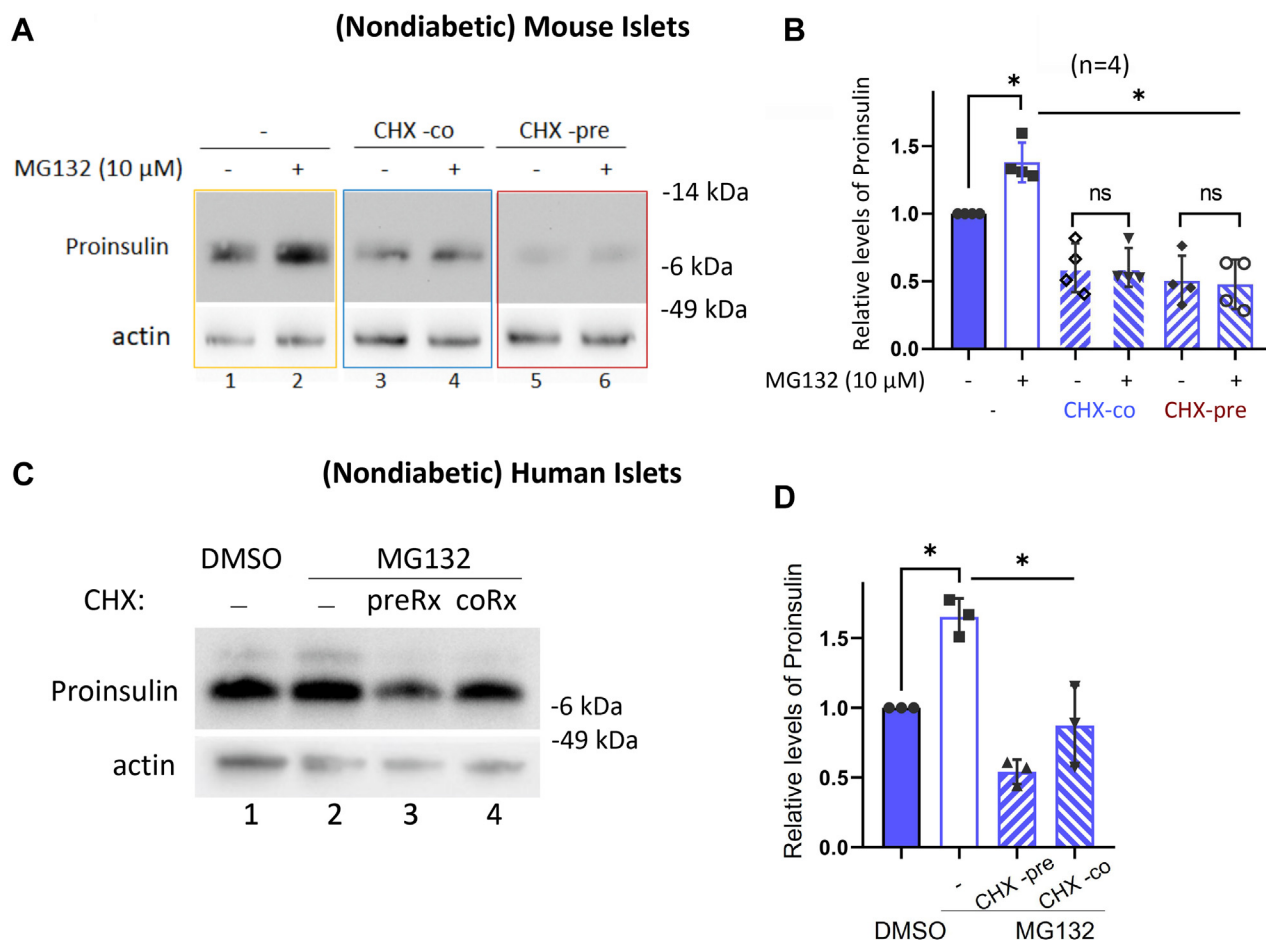 A
(Nondiabetic) Mouse Islets
- CHX -co CHX -pre
MG132 (10 µM) - + - + - +
-14 kDa
Proinsulin
-6 kDa
-49 kDa
actin
1 2 3 4 5 6
B
(n=4)
* *
ns ns
Relative levels of Proinsulin
1.5
1.0
0.5
0.0
MG132 (10 µM) - + - + - +
- CHX-co CHX-pre
C
(Nondiabetic) Human Islets
DMSO MG132
CHX: – – preRx coRx
Proinsulin
-6 kDa
-49 kDa
actin
1 2 3 4
D
* *
Relative levels of Proinsulin
1.5
1.0
0.5
0.0
- CHX -pre CHX -co
DMSO MG132